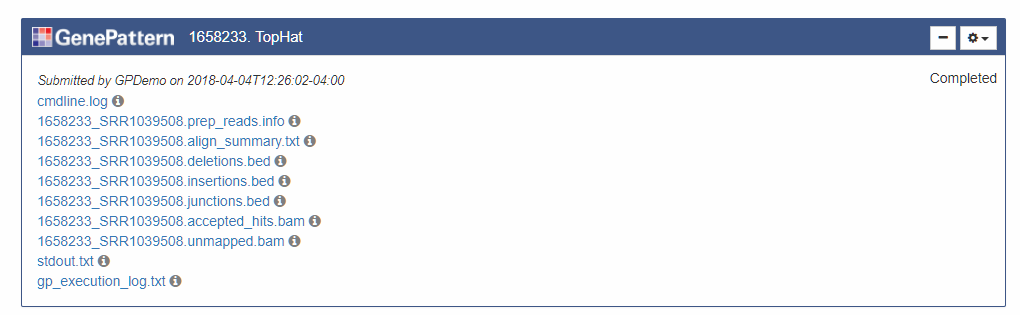 GenePattern 1658233. TopHat
Submitted by GPDemo on 2018-04-04T12:26:02-04:00 Completed
cmdline.log
1658233_SRR1039508.prep_reads.info
1658233_SRR1039508.align_summary.txt
1658233_SRR1039508.deletions.bed
1658233_SRR1039508.insertions.bed
1658233_SRR1039508.junctions.bed
1658233_SRR1039508.accepted_hits.bam
1658233_SRR1039508.unmapped.bam
stdout.txt
gp_execution_log.txt